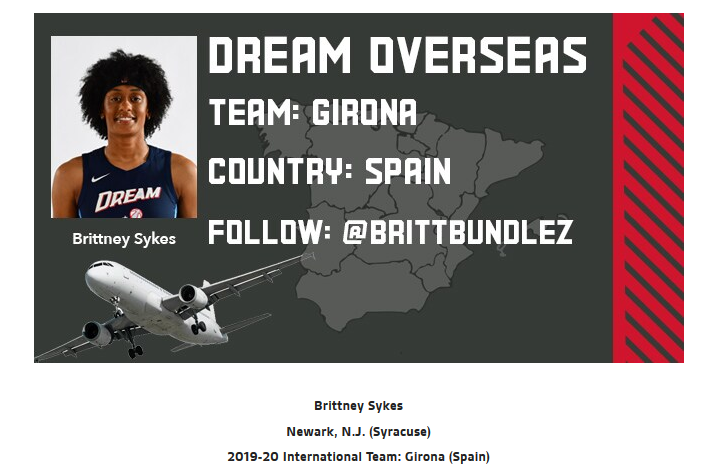 DREAM OVERSEAS
TEAM: GIRONA
COUNTRY: SPAIN
FOLLOW: @BRITTBUNDLEZ
DREAM
Brittney Sykes
Brittney Sykes
Newark, N.J. (Syracuse)
2019-20 International Team: Girona (Spain)